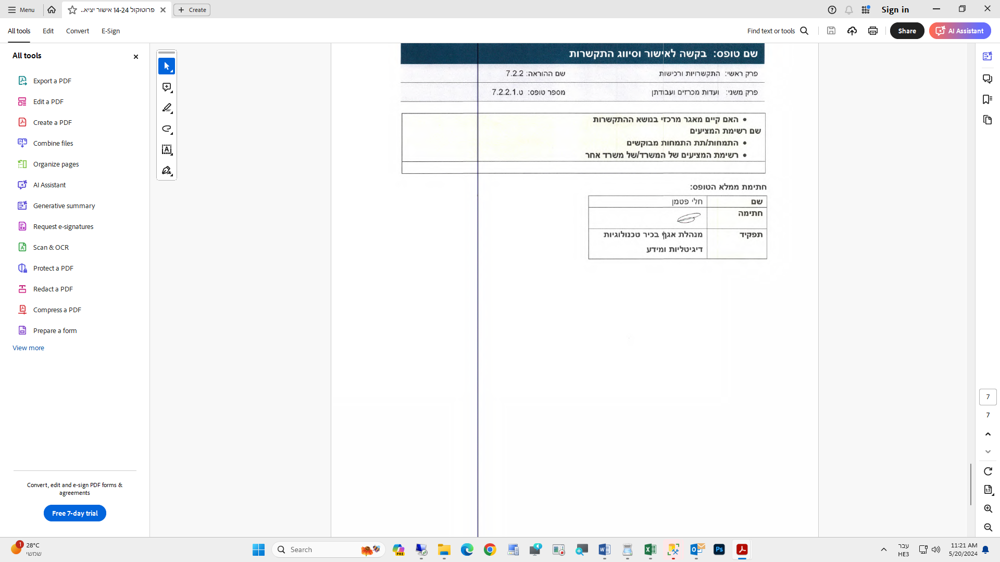 Menu
פרוטוקול 14-24 אישור יציא..
Create
Sign in
All tools
Edit
Convert
E-Sign
Find text or tools
Share
AI Assistant
All tools
Export a PDF
Edit a PDF
Create a PDF
Combine files
Organize pages
AI Assistant
Generative summary
Request e-signatures
Scan & OCR
Protect a PDF
Redact a PDF
Compress a PDF
Prepare a form
View more
Convert, edit and e-sign PDF forms & agreements
Free 7-day trial
שם טופס: בקשה לאישור וסיווג התקשרות
פרק ראשי: התקשרויות ורכישות שם ההוראה: 7.2.2
פרק משני: ועדות מכרזים ועבודתן מספר טופס: ט.7.2.2.1
• האם קיים מאגר מרכזי בנושא ההתקשרות
שם רשימת המציעים
• התמחות/תת התמחות מבוקשים
• רשימת המציעים של המשרד/של משרד אחר
חתימת ממלא הטופס:
שם חלי פטמן
חתימה
תפקיד מנהלת אגף בכיר טכנולוגיות
דיגיטליות ומידע
7
7
1:1
1
28°C
שמשי
Search
PRE
Ps
עבר
HE3
11:21 AM
5/20/2024